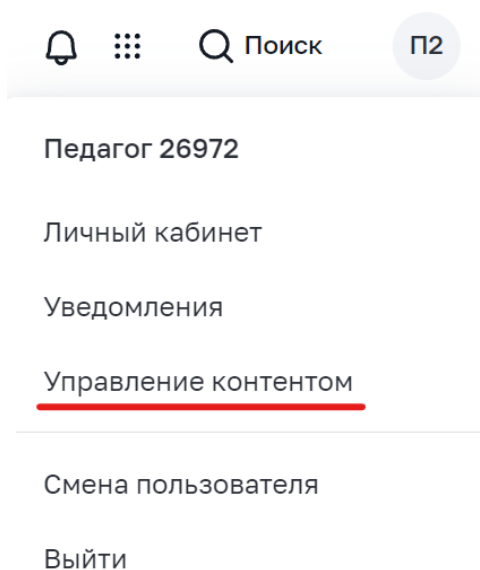 Поиск П2
Педагог 26972
Личный кабинет
Уведомления
Управление контентом
Смена пользователя
Выйти